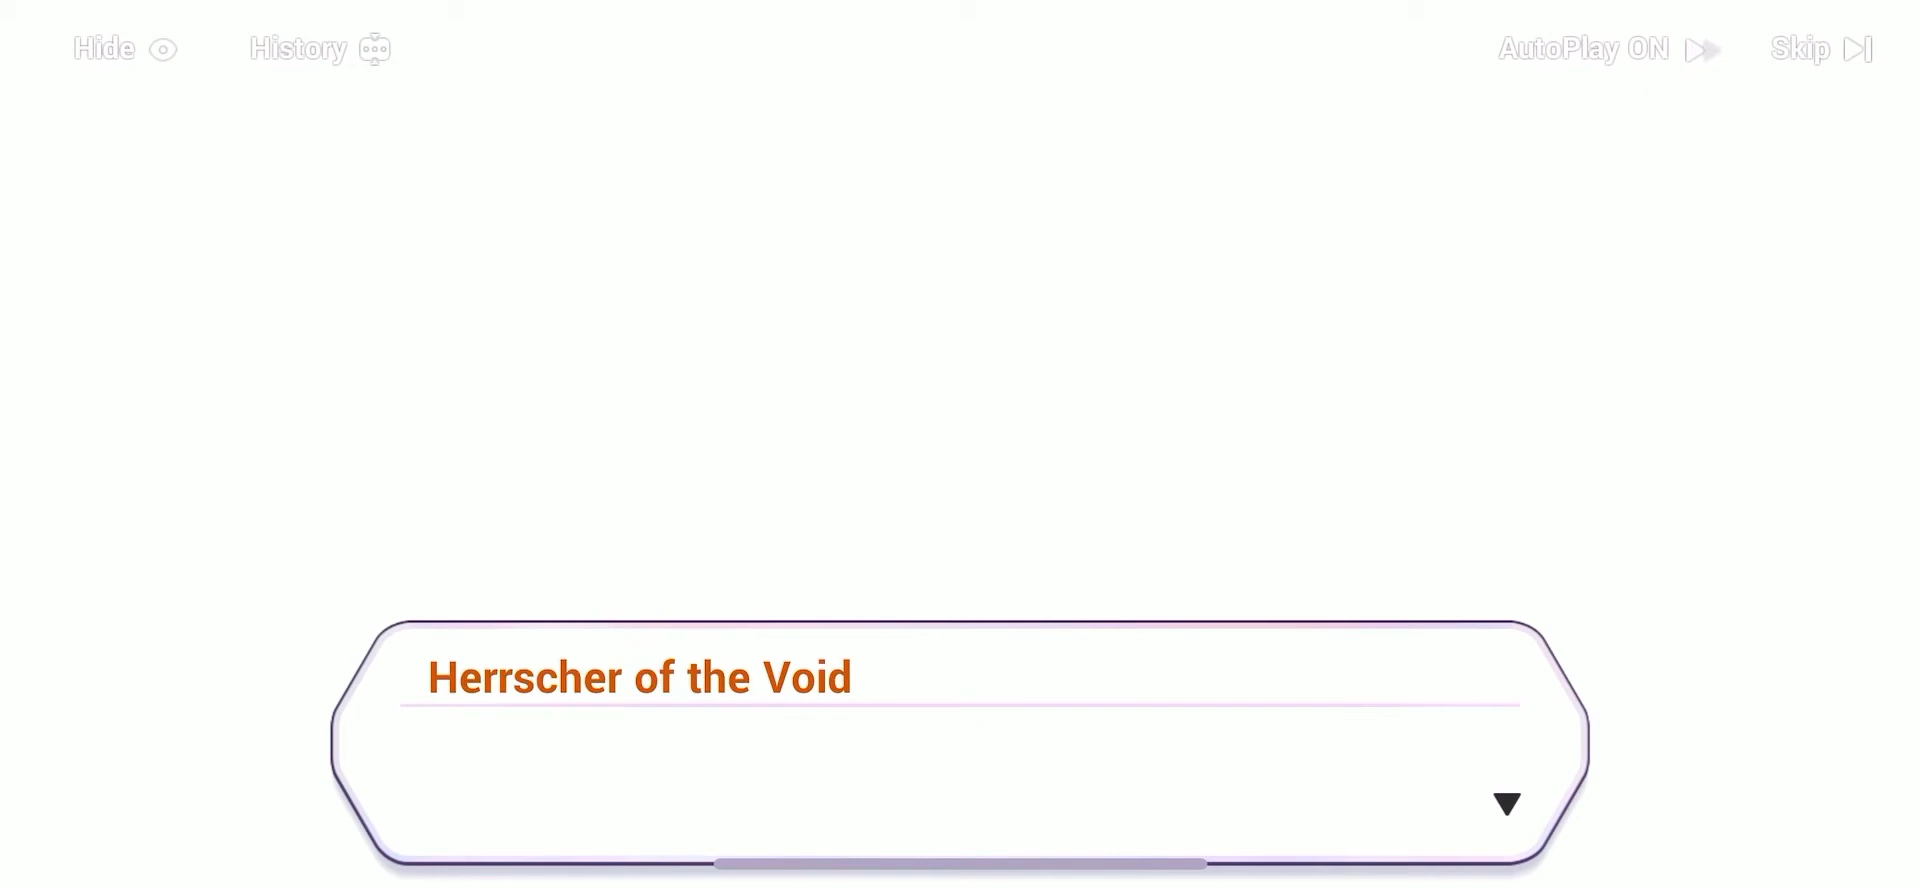 Hide
History
AutoPlay ON
Skip
Herrscher of the Void